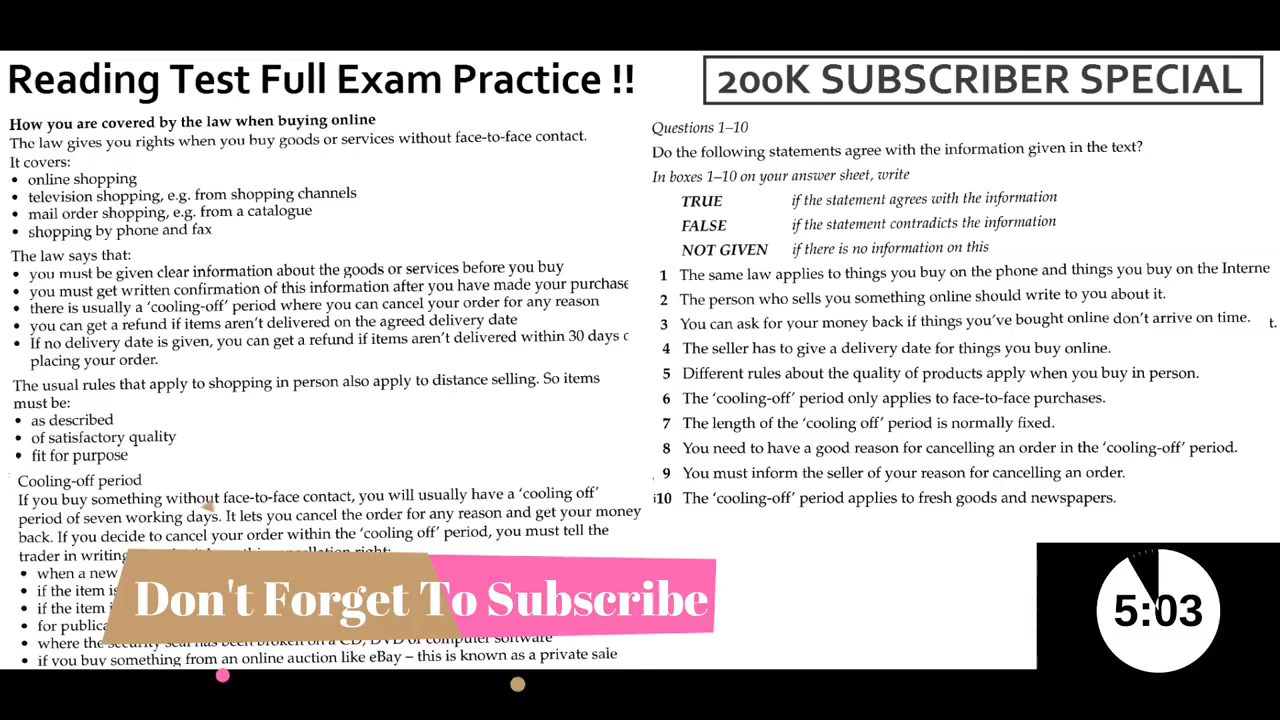 Reading Test Full Exam Practice !!
200K SUBSCRIBER SPECIAL
How you are covered by the law when buying online
The law gives you rights when you buy goods or services without face-to-face contact.
It covers:
• online shopping
• television shopping, e.g. from shopping channels
• mail order shopping, e.g. from a catalogue
• shopping by phone and fax
The law says that:
• you must be given clear information about the goods or services before you buy
• you must get written confirmation of this information after you have made your purchase
• there is usually a ‘cooling-off’ period where you can cancel your order for any reason
• you can get a refund if items aren’t delivered on the agreed delivery date
• If no delivery date is given, you can get a refund if items aren’t delivered within 30 days
placing your order.
The usual rules that apply to shopping in person also apply to distance selling. So items
must be:
• as described
• of satisfactory quality
• fit for purpose
Cooling-off period
If you buy something without face-to-face contact, you will usually have a ‘cooling off’
period of seven working days. It lets you cancel the order for any reason and get your money
back. If you decide to cancel your order within the ‘cooling off’ period, you must tell the
trader in writing
• when a new
• if the item
• if the item
• for
• where the security seal has been broken on a CD, DVD or computer software
• if you buy something from an online auction like eBay – this is known as a private sale
Don't Forget To Subscribe
Questions 1–10
Do the following statements agree with the information given in the text?
In boxes 1–10 on your answer sheet, write
TRUE if the statement agrees with the information
FALSE if the statement contradicts the information
NOT GIVEN if there is no information on this
1 The same law applies to things you buy on the phone and things you buy on the Interne
2 The person who sells you something online should write to you about it.
3 You can ask for your money back if things you’ve bought online don’t arrive on time. t.
4 The seller has to give a delivery date for things you buy online.
5 Different rules about the quality of products apply when you buy in person.
6 The ‘cooling-off’ period only applies to face-to-face purchases.
7 The length of the ‘cooling off’ period is normally fixed.
8 You need to have a good reason for cancelling an order in the ‘cooling-off’ period.
9 You must inform the seller of your reason for cancelling an order.
10 The ‘cooling-off’ period applies to fresh goods and newspapers.
5:03